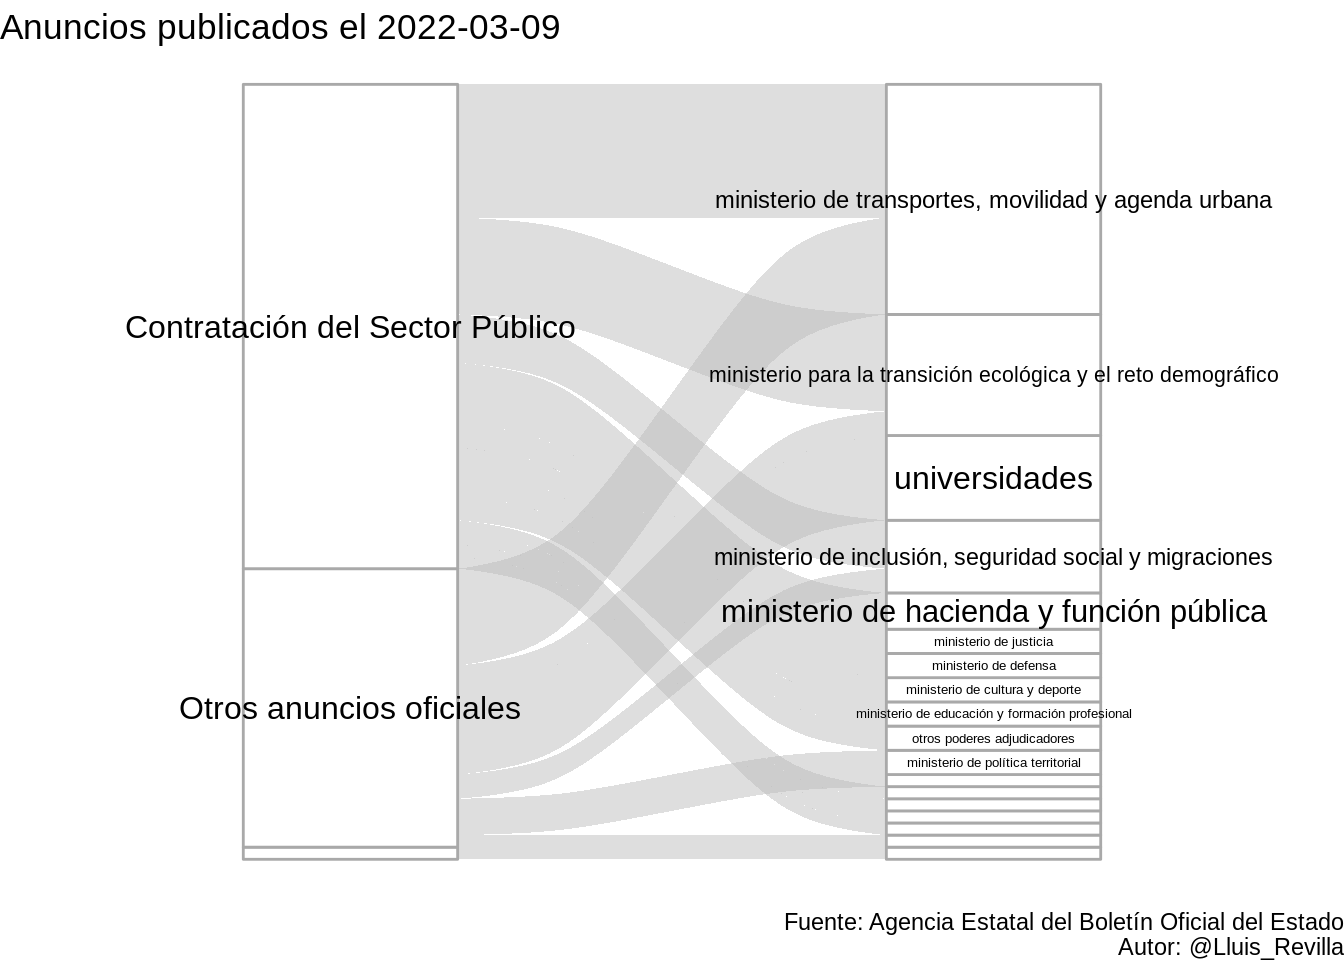 Anuncios publicados el 2022-03-09
ministerio de transportes, movilidad y agenda urbana
Contratación del Sector Público
ministerio para la transición ecológica y el reto demográfico
universidades
ministerio de inclusión, seguridad social y migraciones
ministerio de hacienda y función pública
ministerio de justicia
ministerio de defensa
ministerio de cultura y deporte
ministerio de educación y formación profesional
Otros anuncios oficiales
otros poderes adjudicadores
ministerio de política territorial
Fuente: Agencia Estatal del Boletín Oficial del Estado
Autor: @Lluis_Revilla